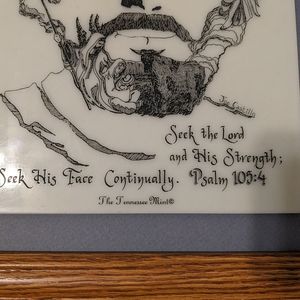 Seek the Lord
and His Strength;
Seek His Face Continually. Psalm 105:4
The Tennessee Mint©